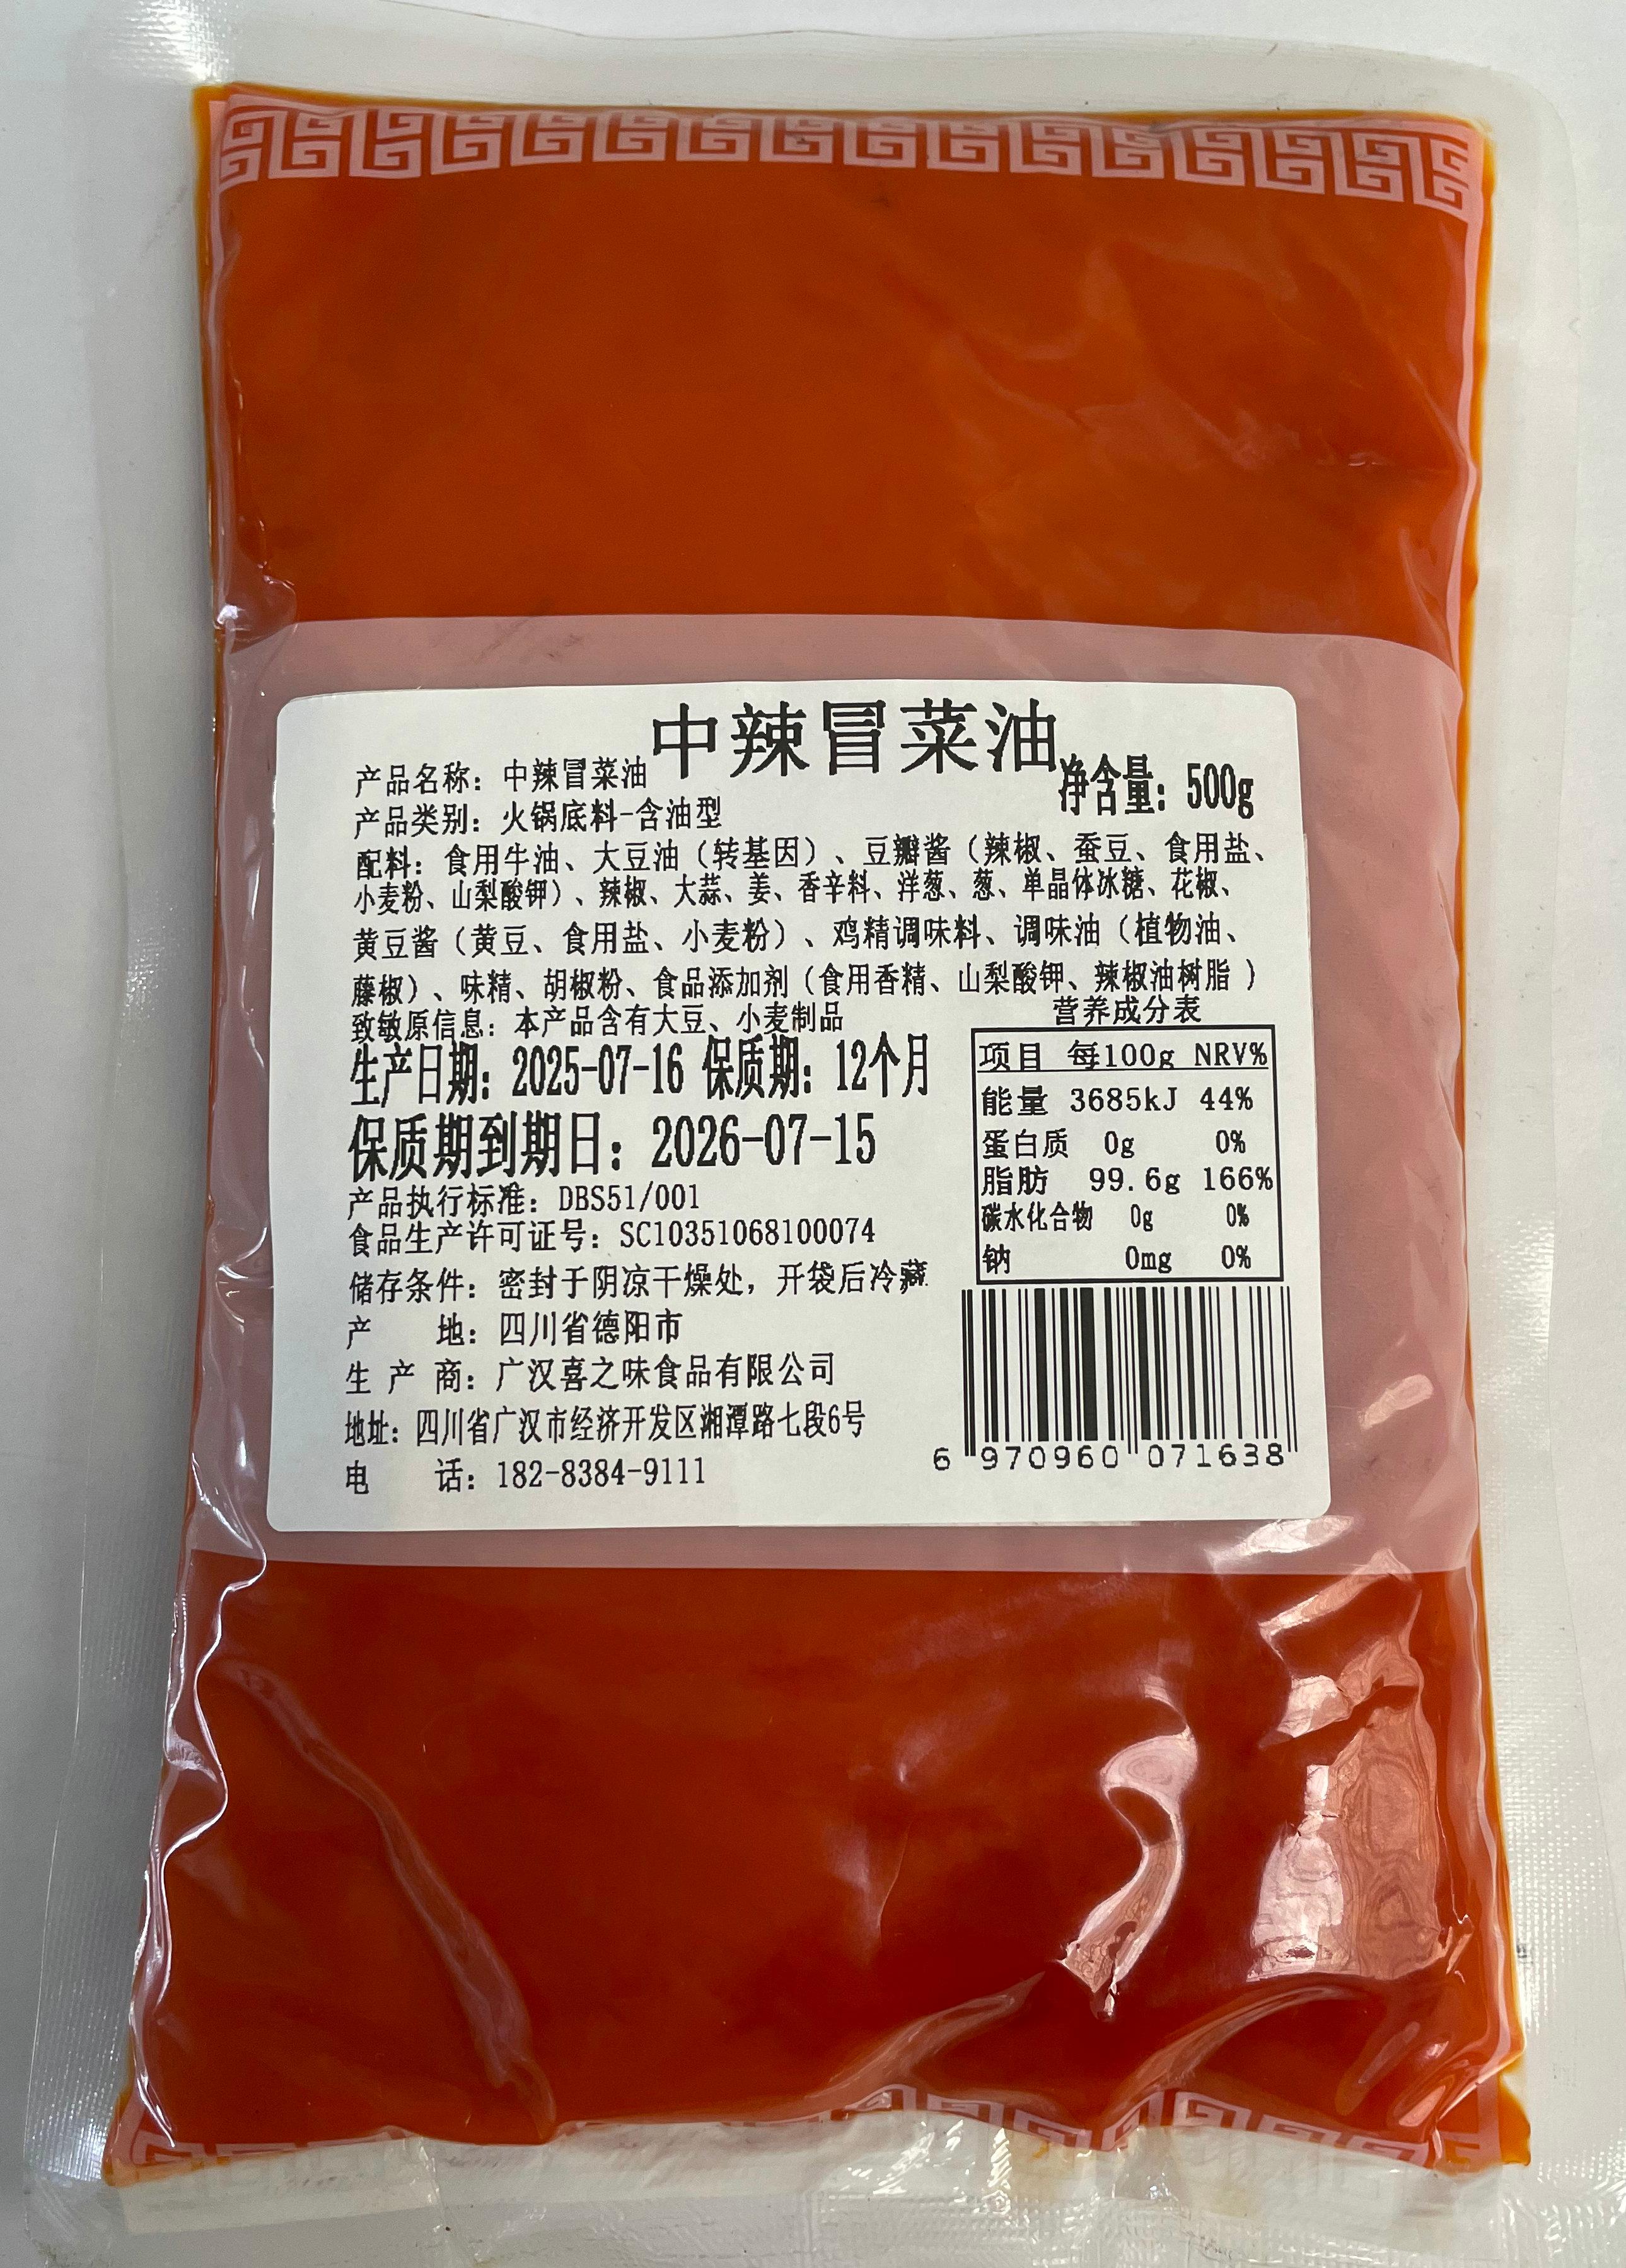 中辣冒菜油
产品名称：中辣冒菜油
净含量：500g
产品类别：火锅底料-含油型
配料：食用牛油、大豆油（转基因）、豆瓣酱（辣椒、蚕豆、食用盐、
小麦粉、山梨酸钾）、辣椒、大蒜、姜、香辛料、洋葱、葱、单晶体冰糖、花椒、
黄豆酱（黄豆、食用盐、小麦粉）、鸡精调味料、调味油（植物油、
藤椒）、味精、胡椒粉、食品添加剂（食用香精、山梨酸钾、辣椒油树脂 ）
致敏原信息：本产品含有大豆、小麦制品
生产日期：2025-07-16 保质期：12个月
保质期到期日：2026-07-15
产品执行标准：DBS51/001
食品生产许可证号：SC10351068100074
储存条件：密封于阴凉干燥处，开袋后冷藏
产 地：四川省德阳市
生 产 商：广汉喜之味食品有限公司
地址：四川省广汉市经济开发区湘潭路七段6号
电 话：182-8384-9111
营养成分表
项目 每100g NRV%
能量 3685kJ 44%
蛋白质 0g 0%
脂肪 99.6g 166%
碳水化合物 0g 0%
钠 0mg 0%
6 970960 071638